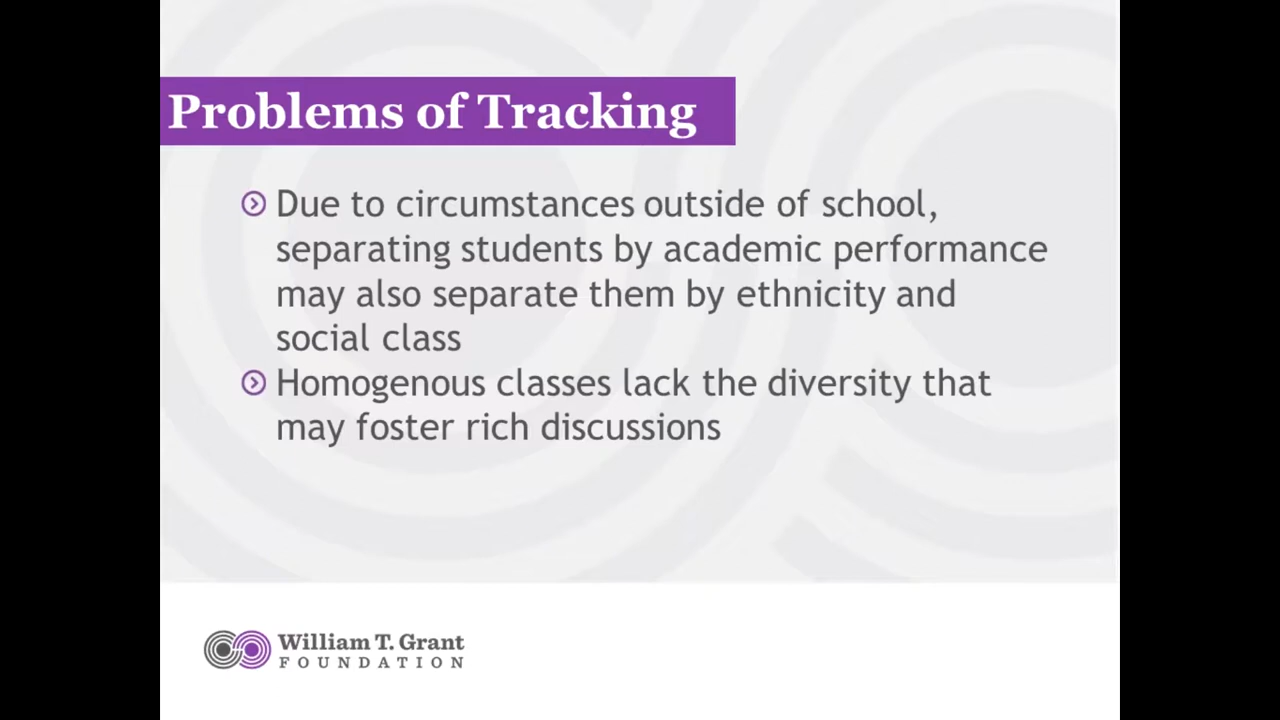 Problems of Tracking
Due to circumstances outside of school,
separating students by academic performance
may also separate them by ethnicity and
social class
Homogenous classes lack the diversity that
may foster rich discussions
William T. Grant
FOUNDATION